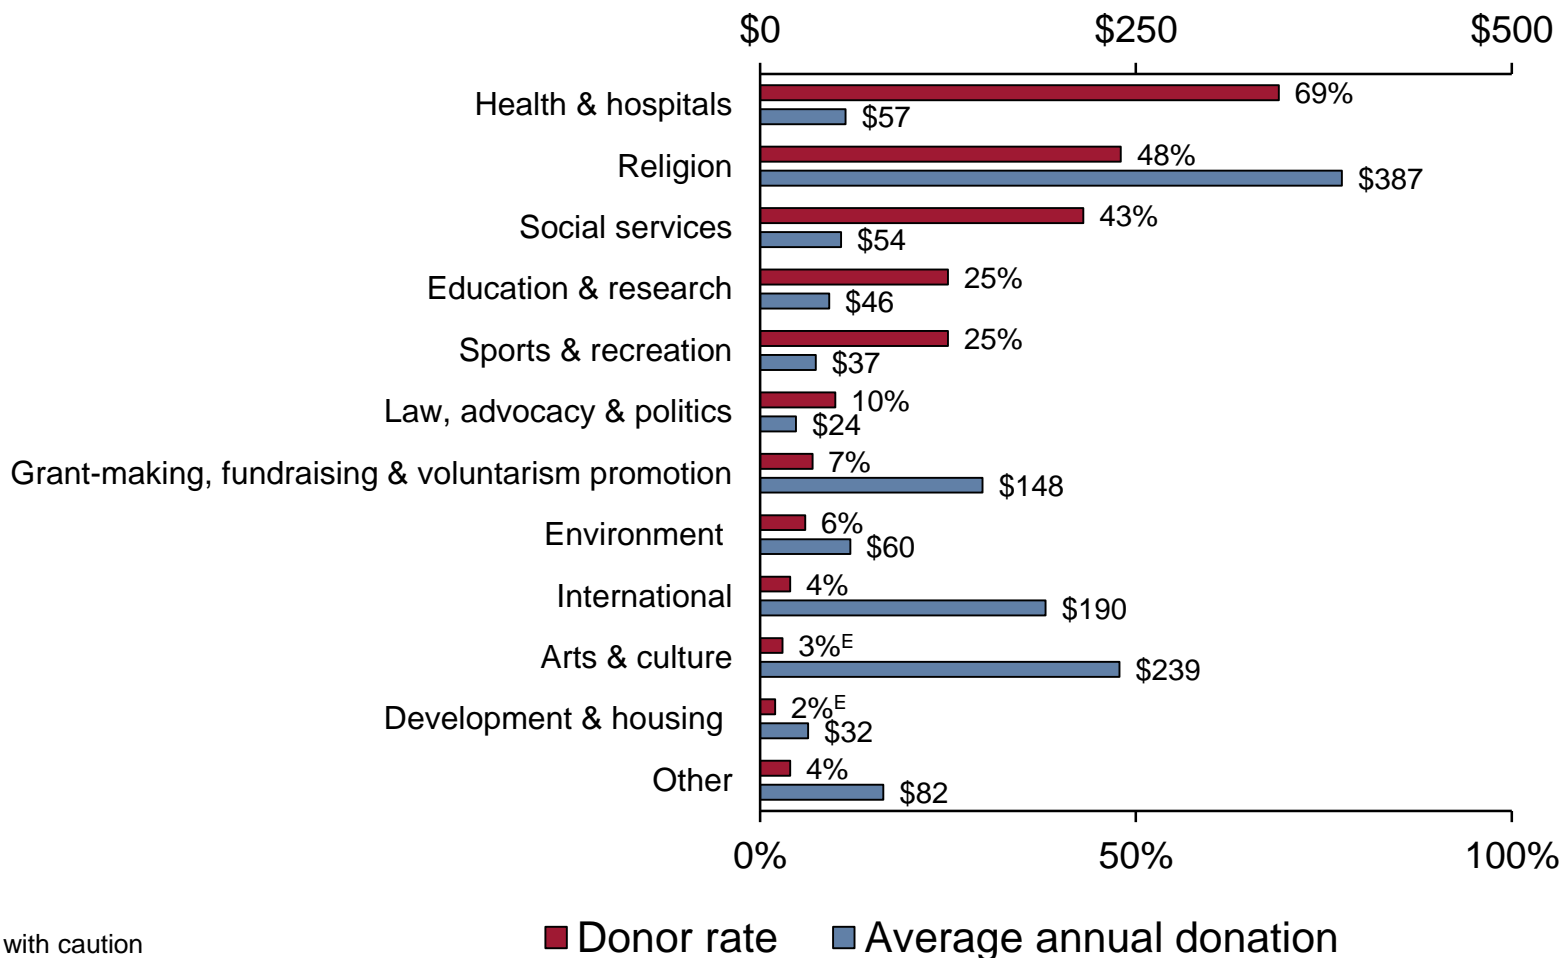 $0 $250 $500
Health & hospitals 69%
$57
Religion 48%
$387
Social services 43%
$54
Education & research 25%
$46
Sports & recreation 25%
$37
Law, advocacy & politics 10%
$24
Grant-making, fundraising & voluntarism promotion 7%
$148
Environment 6%
$60
International 4%
$190
Arts & culture 3%E
$239
Development & housing 2%E
$32
Other 4%
$82
0% 50% 100%
with caution Donor rate Average annual donation